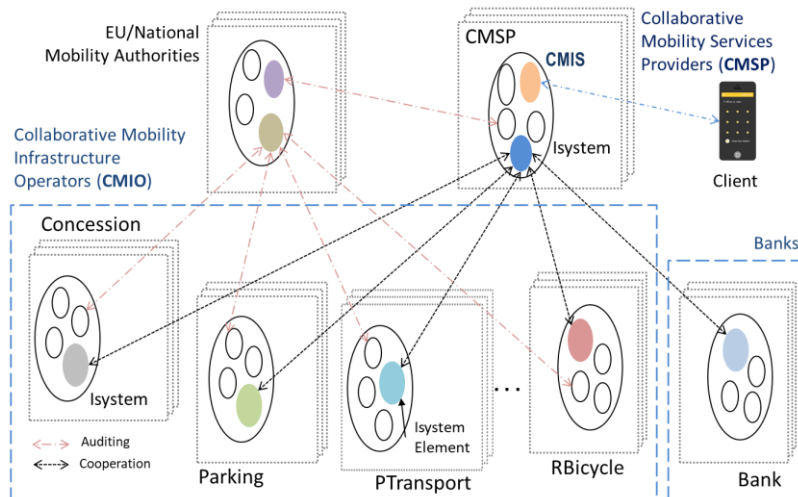 EU/National
Mobility Authorities
CMSP
CMIS
Collaborative
Mobility Services
Providers (CMSP)
Collaborative Mobility
Infrastructure
Operators (CMIO)
Isystem
Client
Concession
Banks
Isystem
...
Isystem
Element
Auditing
Cooperation
Parking
PTransport
RBicycle
Bank